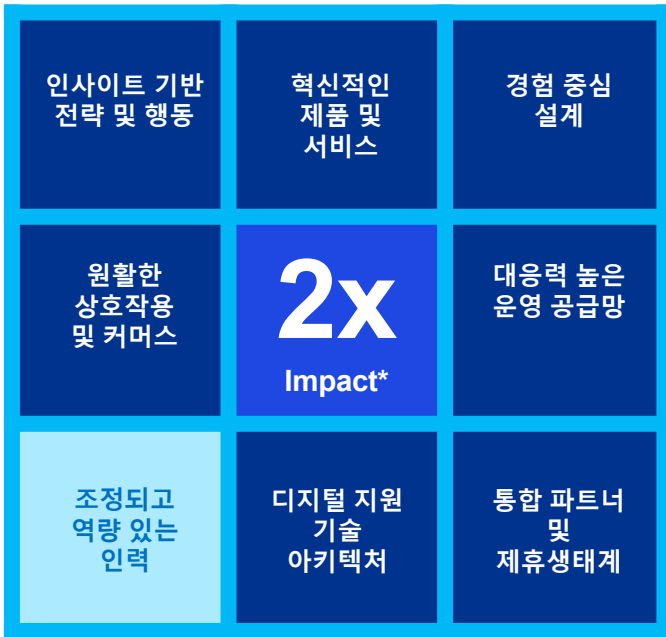 인사이트 기반
전략 및 행동
혁신적인
제품 및
서비스
경험 중심
설계
원활한
상호작용
및 커머스
2x
Impact*
대응력 높은
운영 공급망
조정되고
역량 있는
인력
디지털 지원
기술
아키텍처
통합 파트너
및
제휴생태계